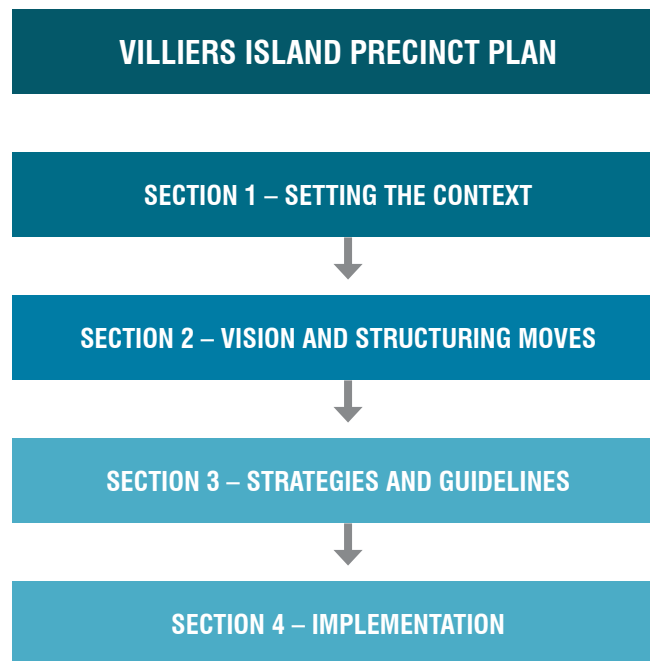 VILLIERS ISLAND PRECINCT PLAN
SECTION 1 – SETTING THE CONTEXT
SECTION 2 – VISION AND STRUCTURING MOVES
SECTION 3 – STRATEGIES AND GUIDELINES
SECTION 4 – IMPLEMENTATION